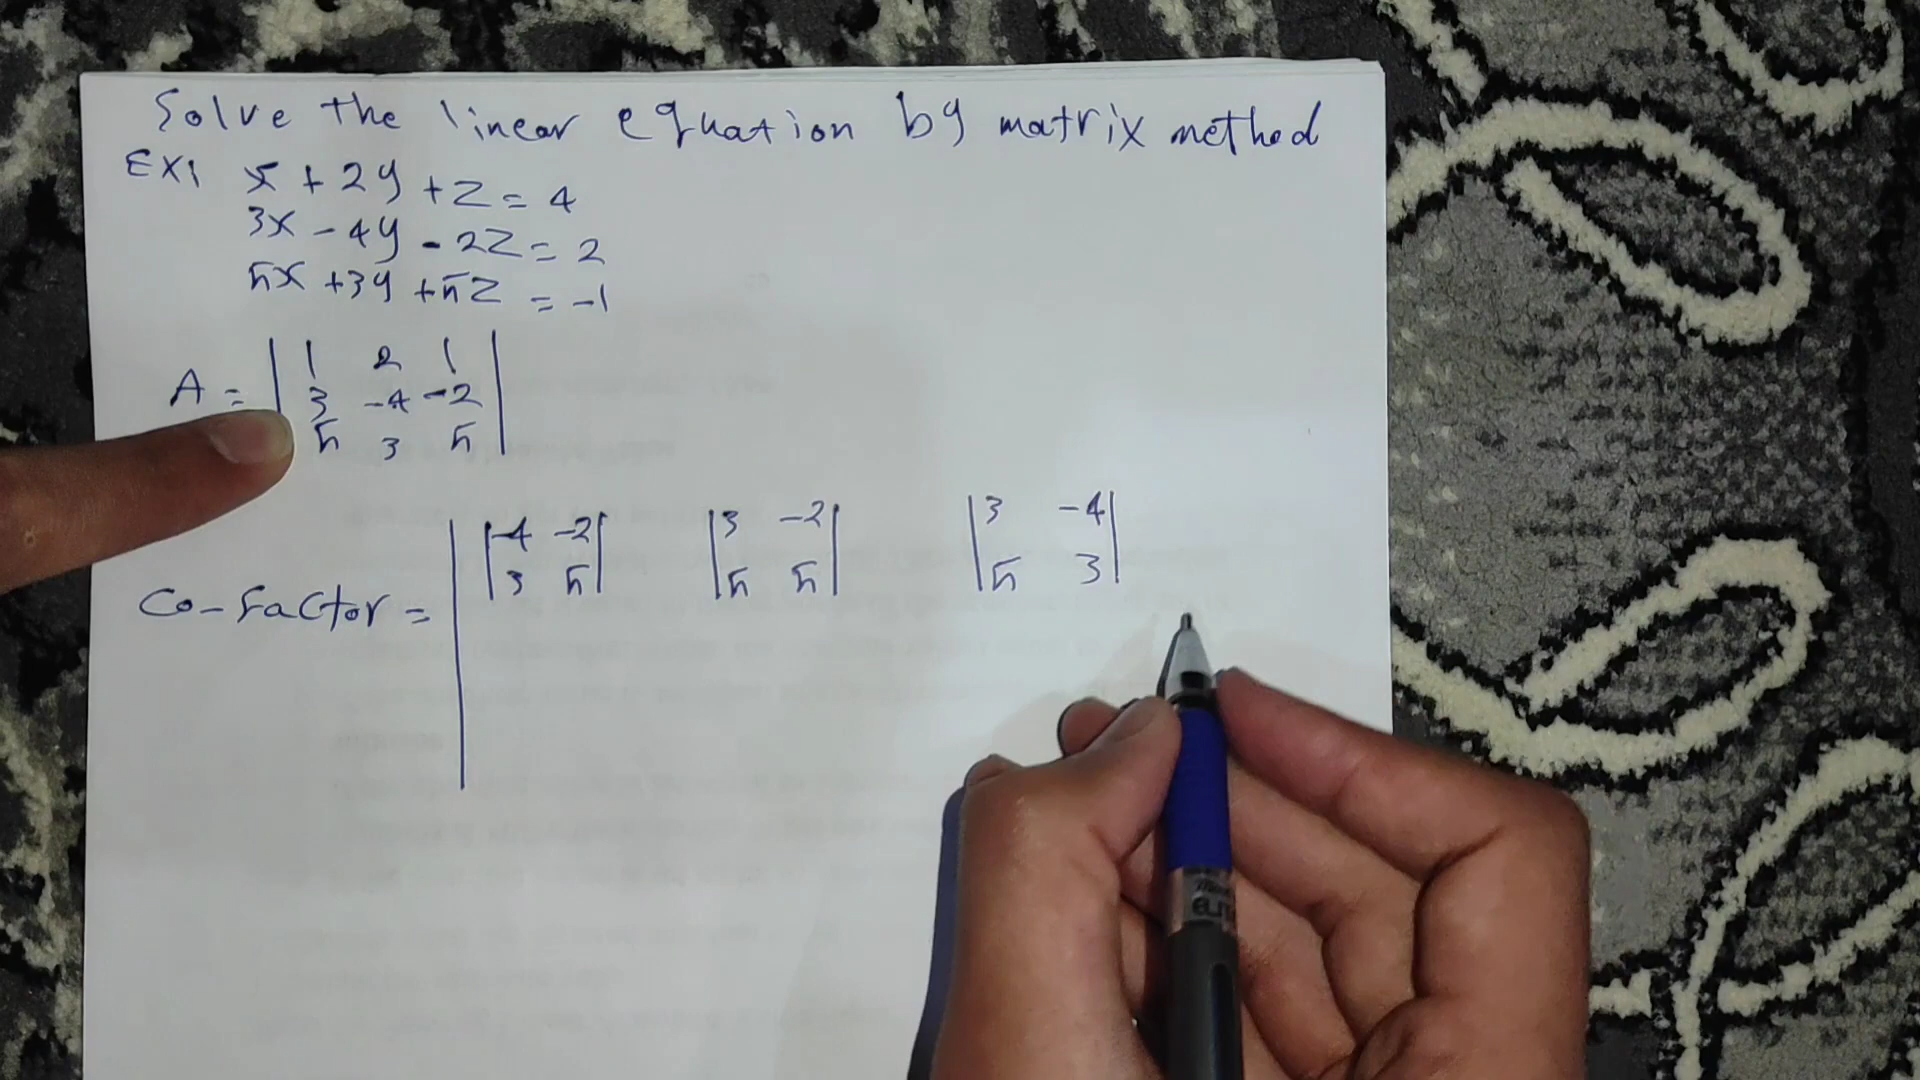 Solve the linear equation by matrix method
EX1 x + 2y + z = 4
3x - 4y - 2z = 2
5x + 3y + 5z = -1
A = | 1 2 1 |
| 3 -4 -2 |
| 5 3 5 |
|-4 -2| |3 -2| |3 -4|
|3 5| |5 5| |5 3|
Co-factor =